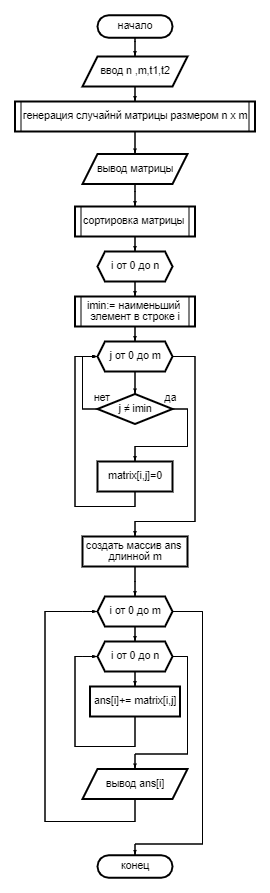 начало
ввод n ,m,t1,t2
генерация случайнй матрицы размером n x m
вывод матрицы
сортировка матрицы
i от 0 до n
imin:= наименьший
элемент в строке i
j от 0 до m
нет
да
j ≠ imin
matrix[i,j]=0
создать массив ans
длинной m
i от 0 до m
i от 0 до n
ans[i]+= matrix[i,j]
вывод ans[i]
конец